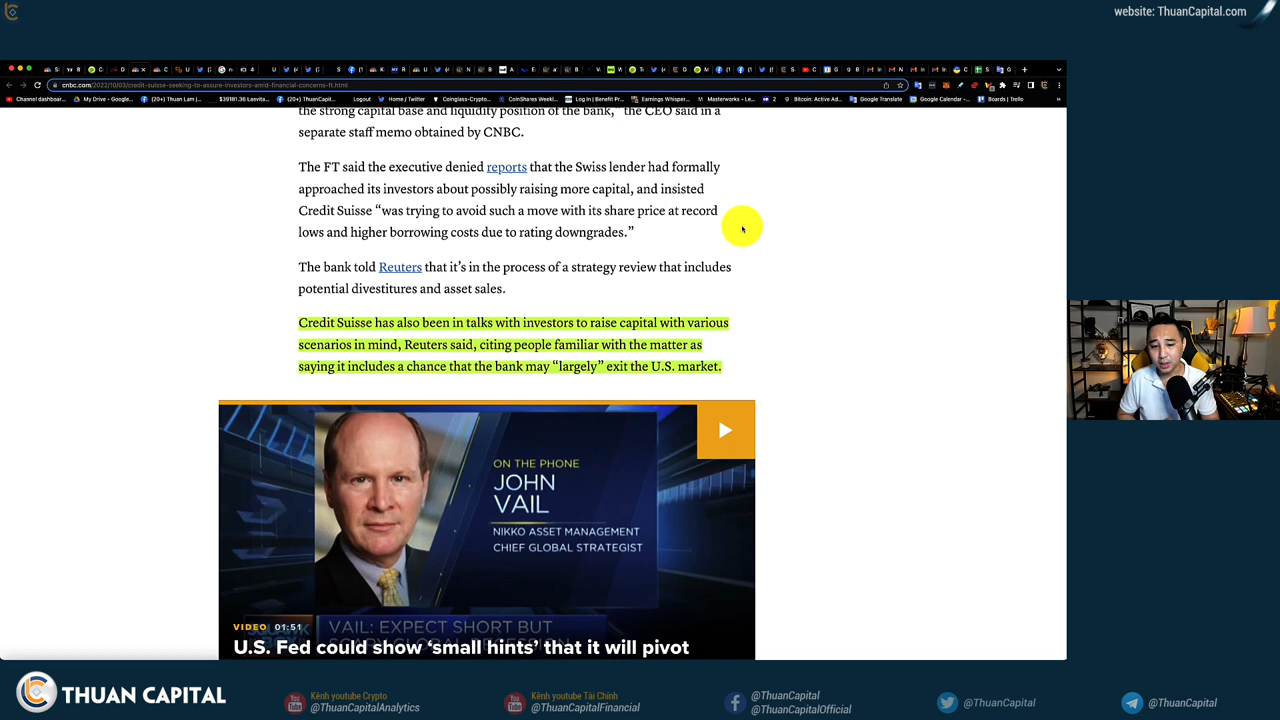 website: ThuanCapital.com
cnbc.com/2022/10/03/credit-suisse-seeking-to-assure-investors-amid-financial-concerns-ft.html
Channel dashboar...
My Drive - Google...
(20+) Thuan Lam |...
$39181.36 Laevita...
(20+) ThuanCapit...
Logout
Home / Twitter
Coinglass-Crypto...
CoinShares Weekl...
Log In | Benefit Pr...
Earnings Whisper...
Masterworks - Le...
Bitcoin: Active Ad...
Google Translate
Google Calendar -...
Boards | Trello
the strong capital base and liquidity position of the bank,” the CEO said in a
separate staff memo obtained by CNBC.
The FT said the executive denied reports that the Swiss lender had formally
approached its investors about possibly raising more capital, and insisted
Credit Suisse “was trying to avoid such a move with its share price at record
lows and higher borrowing costs due to rating downgrades.”
The bank told Reuters that it’s in the process of a strategy review that includes
potential divestitures and asset sales.
Credit Suisse has also been in talks with investors to raise capital with various
scenarios in mind, Reuters said, citing people familiar with the matter as
saying it includes a chance that the bank may “largely” exit the U.S. market.
ON THE PHONE
JOHN
VAIL
NIKKO ASSET MANAGEMENT
CHIEF GLOBAL STRATEGIST
VIDEO 01:51
VAIL: EXPECT SHORT BUT
U.S. Fed could show ‘small hints’ that it will pivot
THUAN CAPITAL
Kênh youtube Crypto
@ThuanCapitalAnalytics
Kênh youtube Tài Chính
@ThuanCapitalFinancial
@ThuanCapital
@ThuanCapitalOfficial
@ThuanCapital
@ThuanCapital